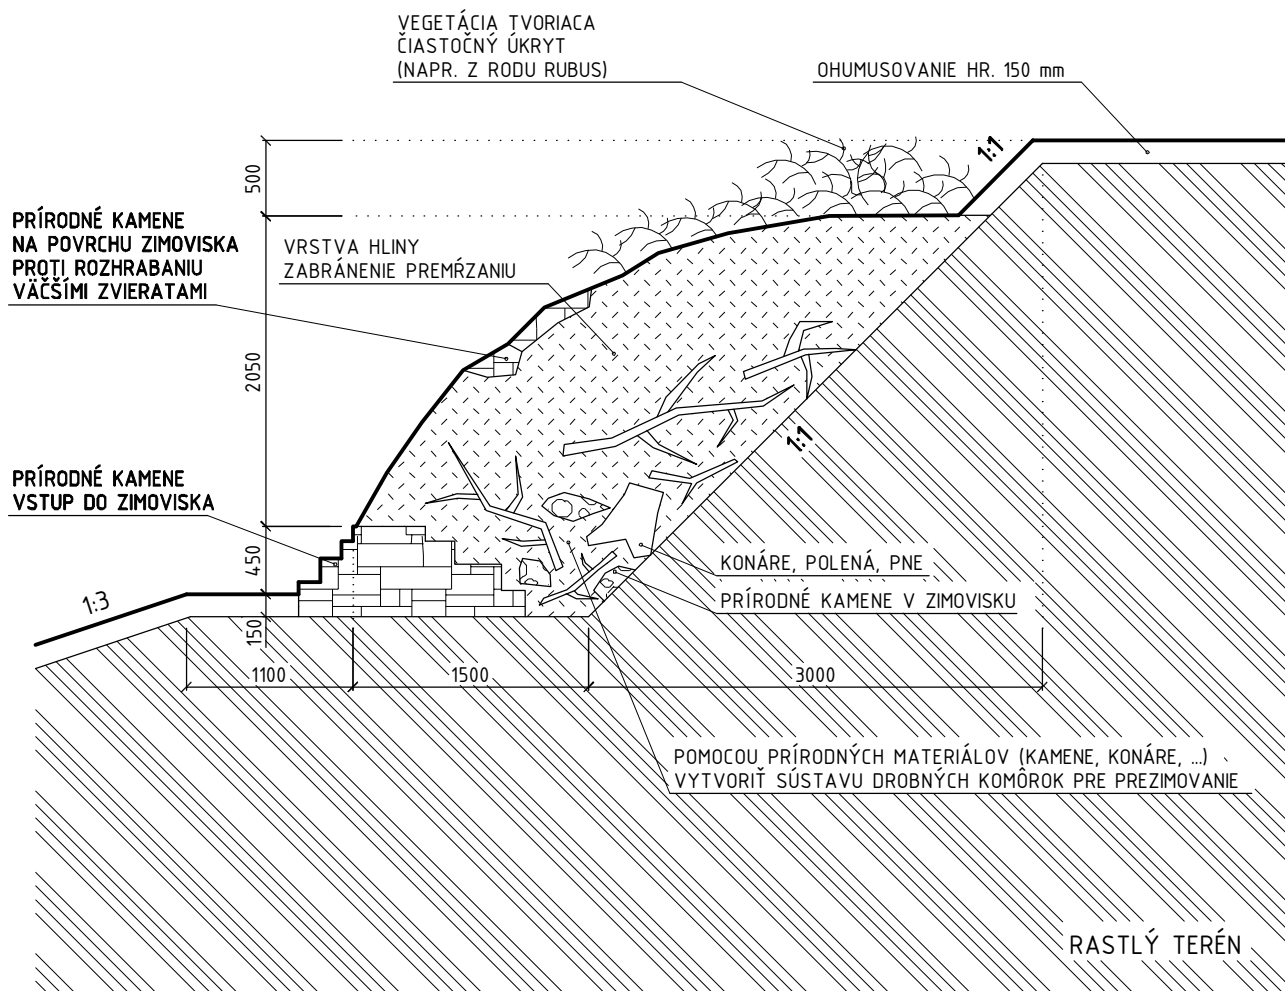 VEGETÁCIA TVORIACA
ČIASTOČNÝ ÚKRYT
(NAPR. Z RODU RUBUS)
OHUMUSOVANIE HR. 150 mm
1:1
500
PRÍRODNÉ KAMENE
NA POVRCHU ZIMOVISKA
PROTI ROZHRABANIU
VÄČŠÍMI ZVIERATAMI
VRSTVA HLINY
ZABRÁNENIE PREMŔZANIU
2050
1:1
PRÍRODNÉ KAMENE
VSTUP DO ZIMOVISKA
450
KONÁRE, POLENÁ, PNE
PRÍRODNÉ KAMENE V ZIMOVISKU
1:3
150
1100
1500
3000
POMOCOU PRÍRODNÝCH MATERIÁLOV (KAMENE, KONÁRE, ...)
VYTVORIŤ SÚSTAVU DROBNÝCH KOMÔROK PRE PREZIMOVANIE
RASTLÝ TERÉN